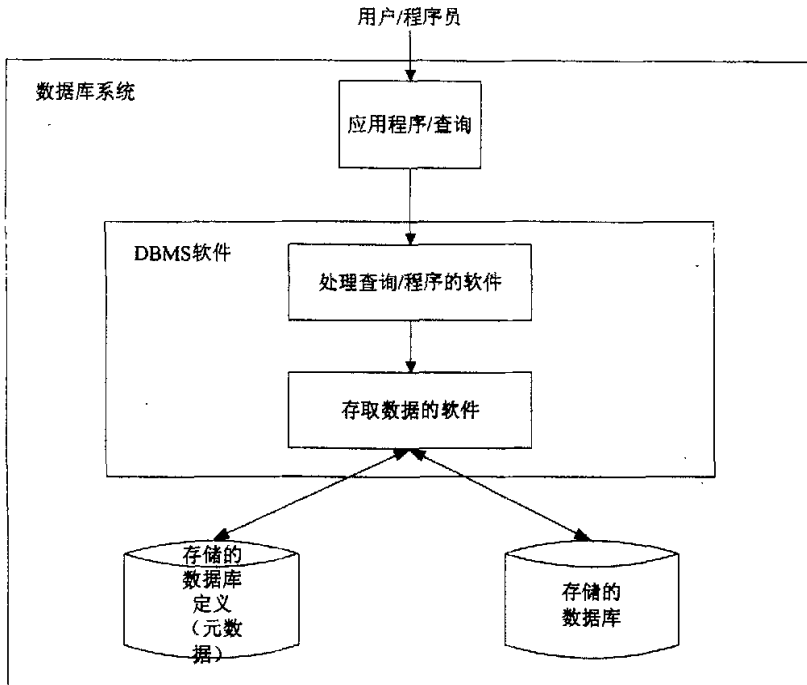 用户/程序员
数据库系统
应用程序/查询
DBMS软件
处理查询/程序的软件
存取数据的软件
存储的
数据库
定义
（元数
据）
存储的
数据库